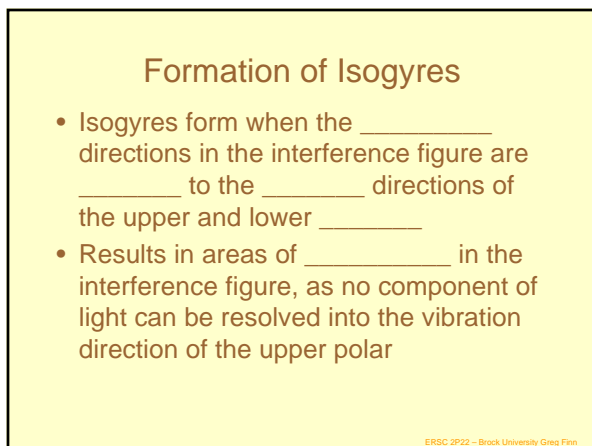 Formation of Isogyres
• Isogyres form when the _________
directions in the interference figure are
_______ to the _______ directions of
the upper and lower _______
• Results in areas of __________ in the
interference figure, as no component of
light can be resolved into the vibration
direction of the upper polar
ERSC 2P22 – Brock University Greg Finn